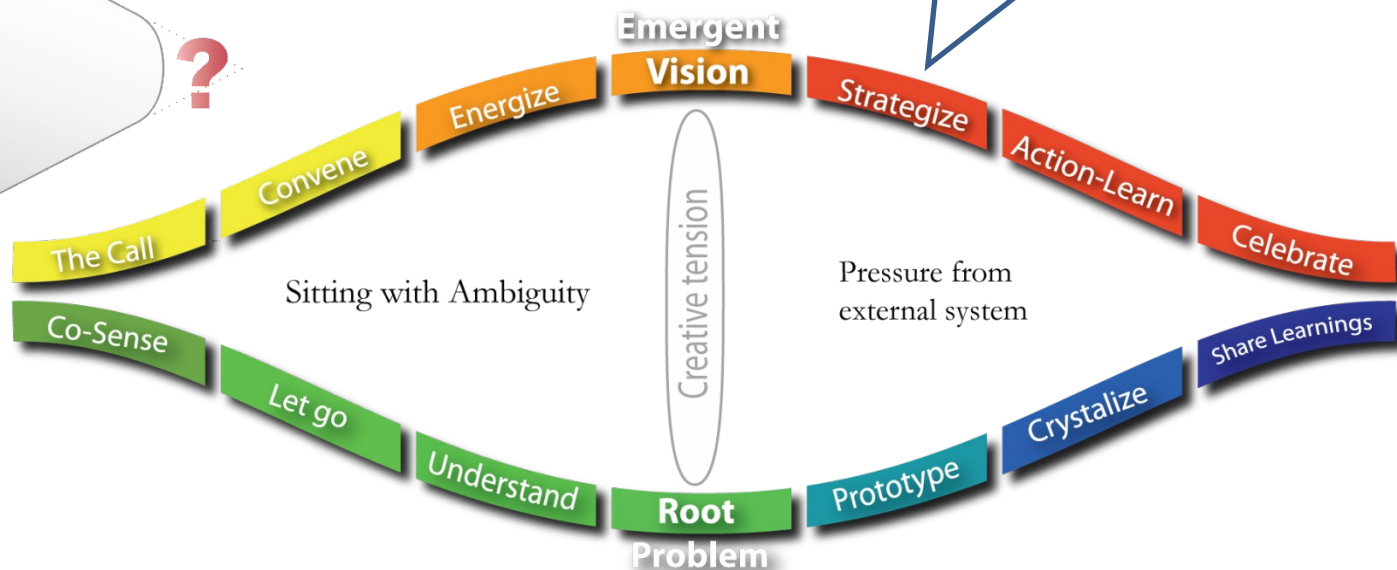 ?
Emergent
Vision
The Call
Convene
Energize
Strategize
Action-Learn
Celebrate
Sitting with Ambiguity
Creative tension
Pressure from
external system
Co-Sense
Let go
Understand
Root
Problem
Prototype
Crystalize
Share Learnings